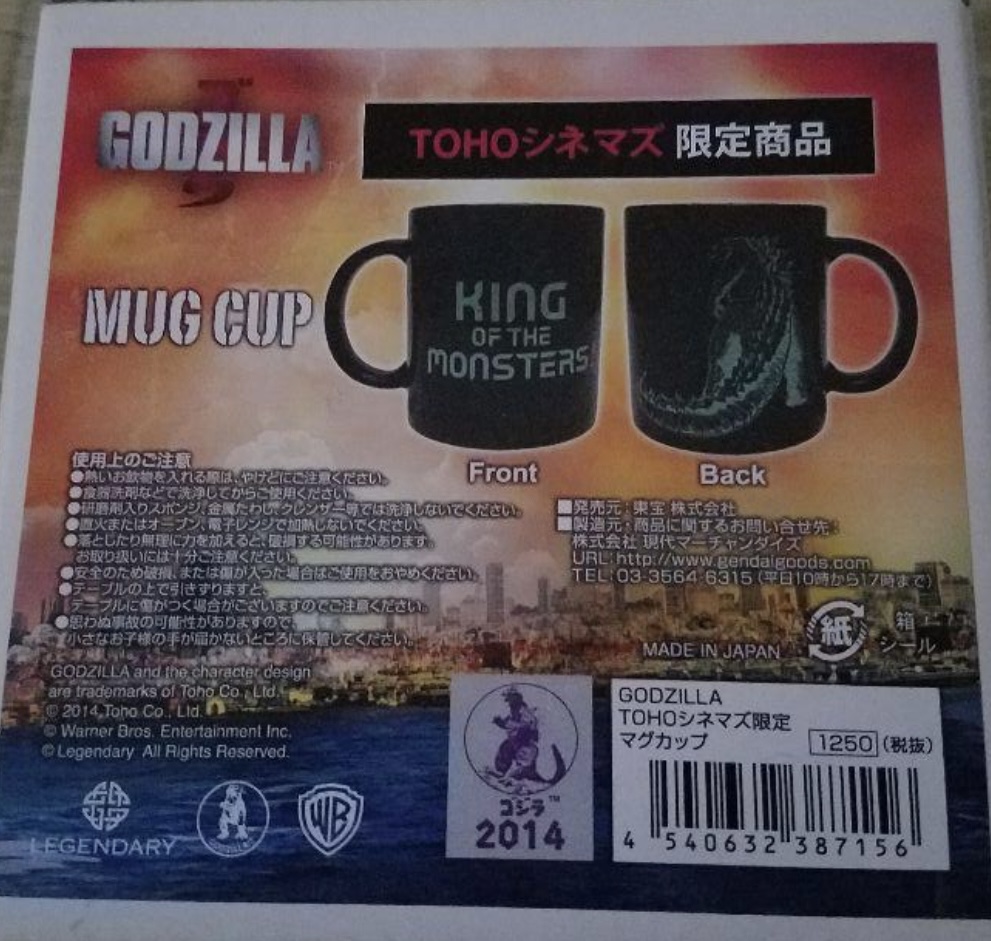 GODZILLA
TOHOシネマズ 限定商品
MUG CUP
KING
OF THE
MONSTERS
Front
Back
使用上のご注意
●熱いお飲物を入れる際は、やけどにご注意ください。
●食器洗剤などで洗浄してからご使用ください。
●研磨剤入りスポンジ、金属たわし、クレンザー等では洗浄しないでください。
●直火またはオーブン、電子レンジで加熱しないでください。
●落としたり無理に力を加えると、破損する可能性があります。
お取り扱いには十分ご注意ください。
●安全のため破損、または傷が入った場合はご使用をおやめください。
●テーブルの上で引きずりますと、
テーブルに傷がつく場合がございますのでご注意ください。
●思わぬ事故の可能性がありますので、
小さなお子様の手が届かないところに保管してください。
■発売元：東宝 株式会社
■製造元・商品に関するお問い合せ先：
株式会社 現代マーチャンダイズ
URL：http://www.gendaigoods.com
TEL：03-3564-6315（平日10時から17時まで）
MADE IN JAPAN
紙
箱
シール
GODZILLA and the character design
are trademarks of Toho Co., Ltd.
© 2014 Toho Co., Ltd.
© Warner Bros. Entertainment Inc.
© Legendary All Rights Reserved.
LEGENDARY
WB
ゴジラ™
2014
GODZILLA
TOHOシネマズ限定
マグカップ
1250 (税抜)
4 540632 387156